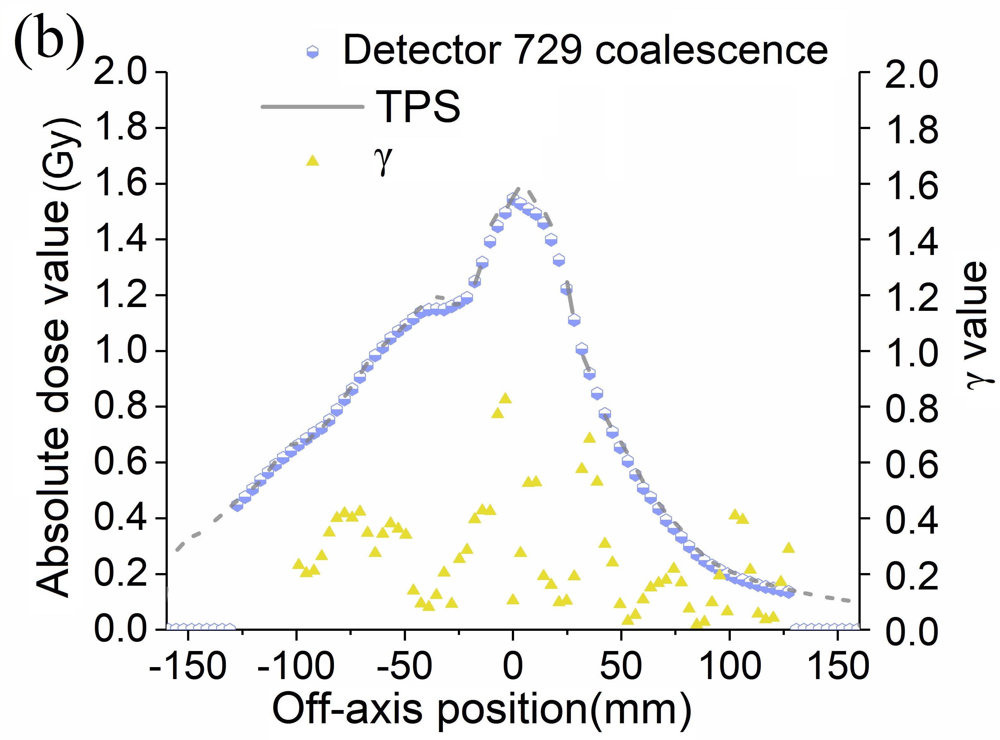 (b)
Detector 729 coalescence
TPS
γ
Absolute dose value (Gy)
2.0
1.8
1.6
1.4
1.2
1.0
0.8
0.6
0.4
0.2
0.0
2.0
1.8
1.6
1.4
1.2
1.0
0.8
0.6
0.4
0.2
0.0
γ value
-150 -100 -50 0 50 100 150
Off-axis position(mm)